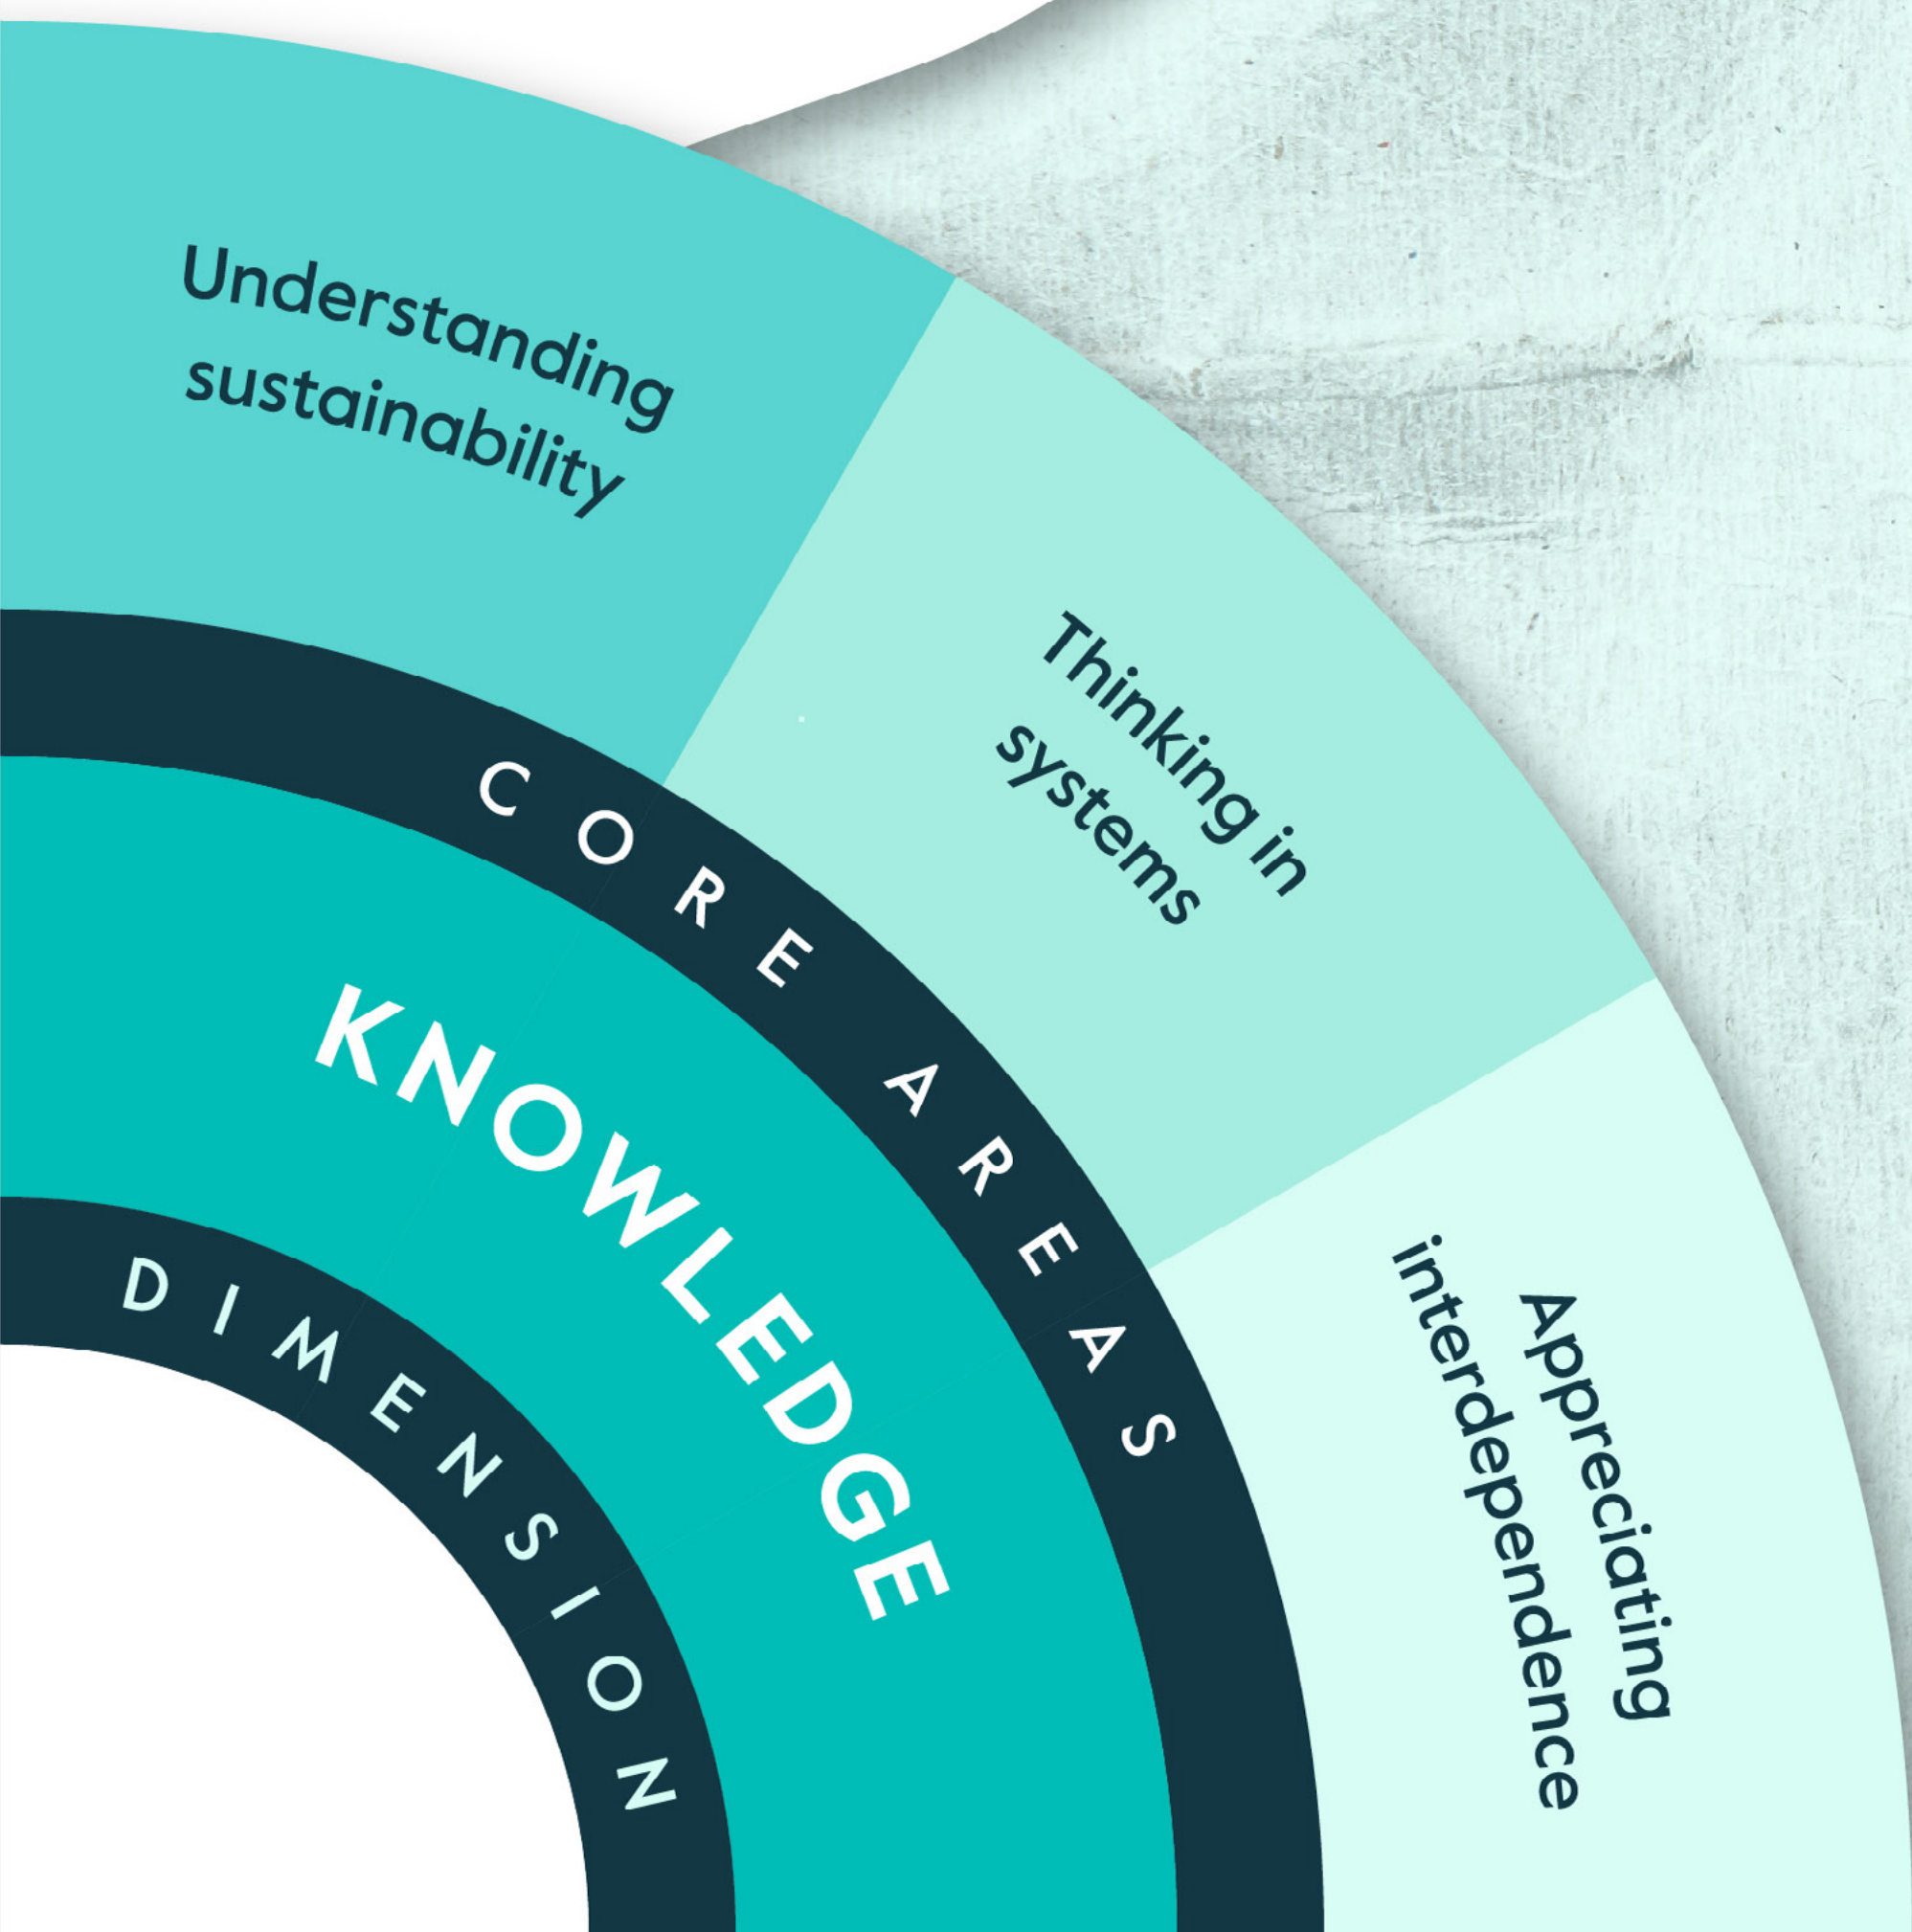 Understanding
sustainability
Thinking in
systems
Appreciating
interdependence
CORE AREAS
KNOWLEDGE
DIMENSION